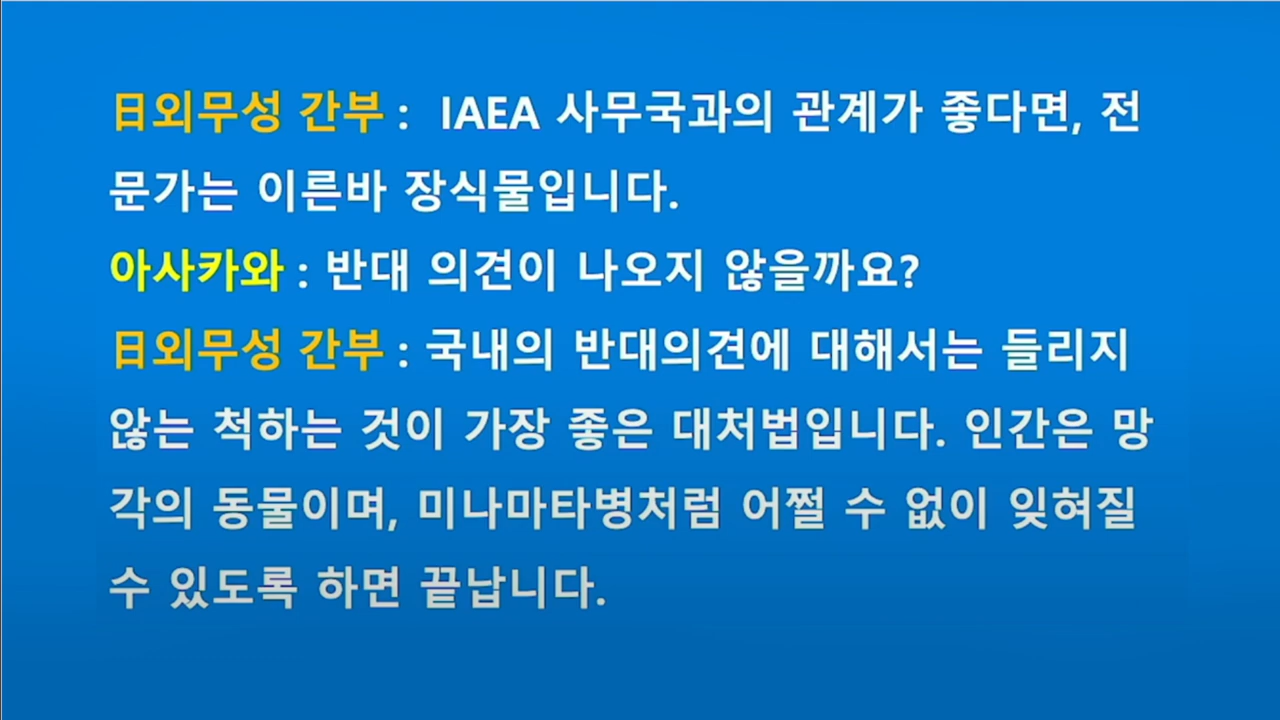 日외무성 간부 : IAEA 사무국과의 관계가 좋다면, 전
문가는 이른바 장식물입니다.
아사카와 : 반대 의견이 나오지 않을까요?
日외무성 간부 : 국내의 반대의견에 대해서는 들리지
않는 척하는 것이 가장 좋은 대처법입니다. 인간은 망
각의 동물이며, 미나마타병처럼 어쩔 수 없이 잊혀질
수 있도록 하면 끝납니다.